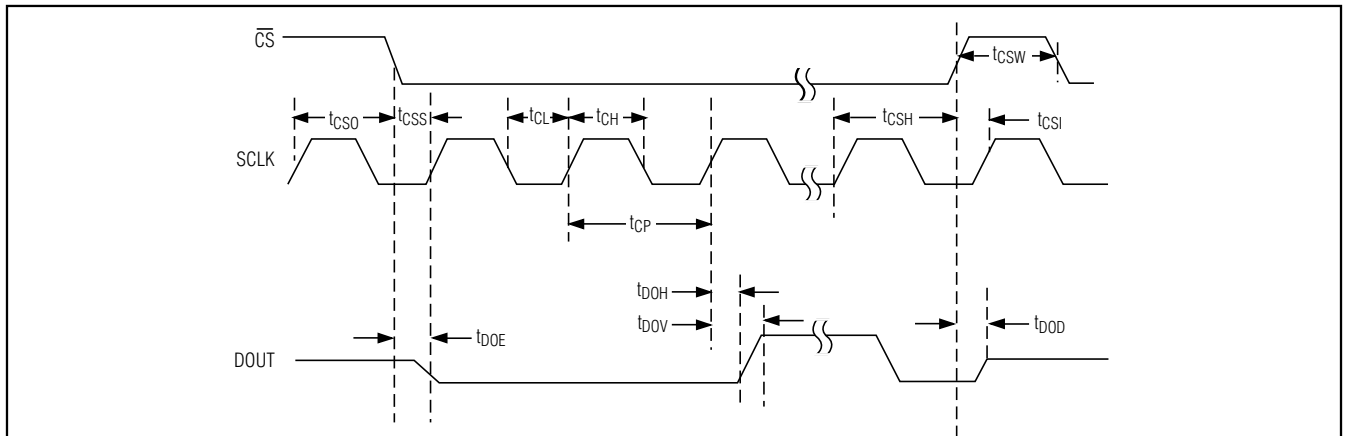 CS
tCSW
tCSO
tCSS
tCL
tCH
tCSH
tCSI
SCLK
tCP
tDOH
tDOV
tDOE
tDOD
DOUT